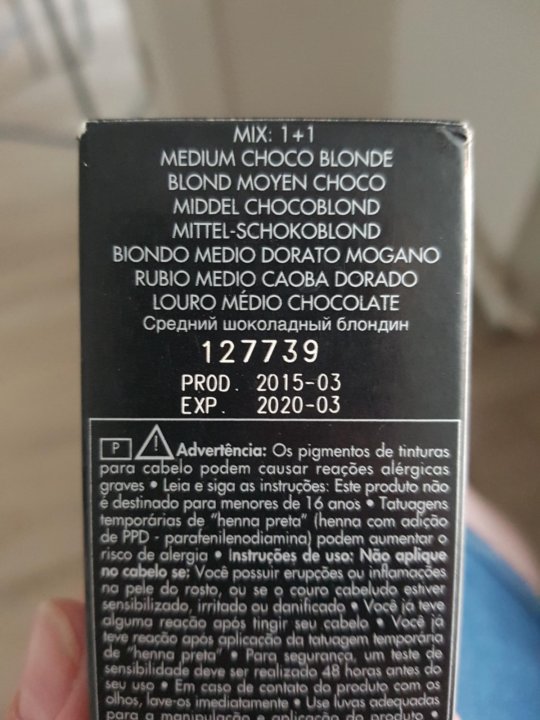 MIX: 1+1
MEDIUM CHOCO BLONDE
BLOND MOYEN CHOCO
MIDDEL CHOCOBLOND
MITTEL-SCHOKOBLOND
BIONDO MEDIO DORATO MOGANO
RUBIO MEDIO CAOBA DORADO
LOURO MÉDIO CHOCOLATE
Средний шоколадный блондин
127739
PROD. 2015-03
EXP. 2020-03
P Advertência: Os pigmentos de tinturas
para cabelo podem causar reações alérgicas
graves • Leia e siga as instruções: Este produto não
é destinado para menores de 16 anos • Tatuagens
temporárias de "henna preta" (henna com adição
de PPD - parafenilenodiamina) podem aumentar o
risco de alergia • Instruções de uso: Não aplique
no cabelo se: Você possuir erupções ou inflamações
na pele do rosto, ou se o couro cabeludo estiver
sensibilizado, irritado ou danificado • Você já teve
alguma reação após tingir seu cabelo • Você já
teve reação após aplicação da tatuagem temporária
de "henna preta" • Para segurança, um teste de
sensibilidade deve ser realizado 48 horas antes do
seu uso • Em caso de contato do produto com os
olhos, lave-os imediatamente • Use luvas adequadas
para a manipulação e aplicação do produto